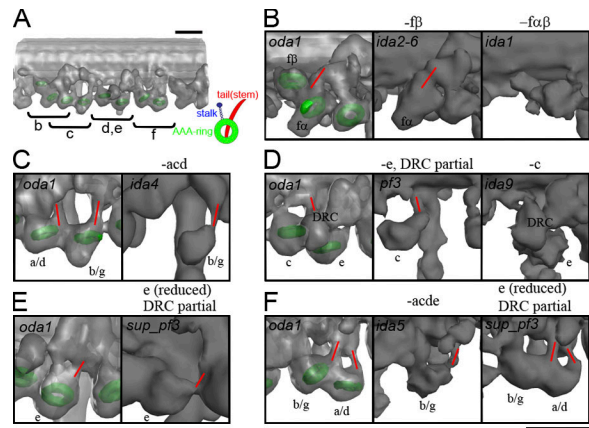 A
b
c
d,e
f
tail(stem)
stalk
AAA-ring
B
-fβ
–fαβ
oda1
ida2-6
ida1
fβ
fα
fα
C
-acd
oda1
ida4
a/d
b/g
b/g
D
-e, DRC partial
-c
oda1
pf3
ida9
DRC
DRC
c
e
c
e
E
e (reduced)
DRC partial
oda1
sup_pf3
e
e
F
-acde
e (reduced)
DRC partial
oda1
ida5
sup_pf3
b/g
a/d
b/g
b/g
a/d